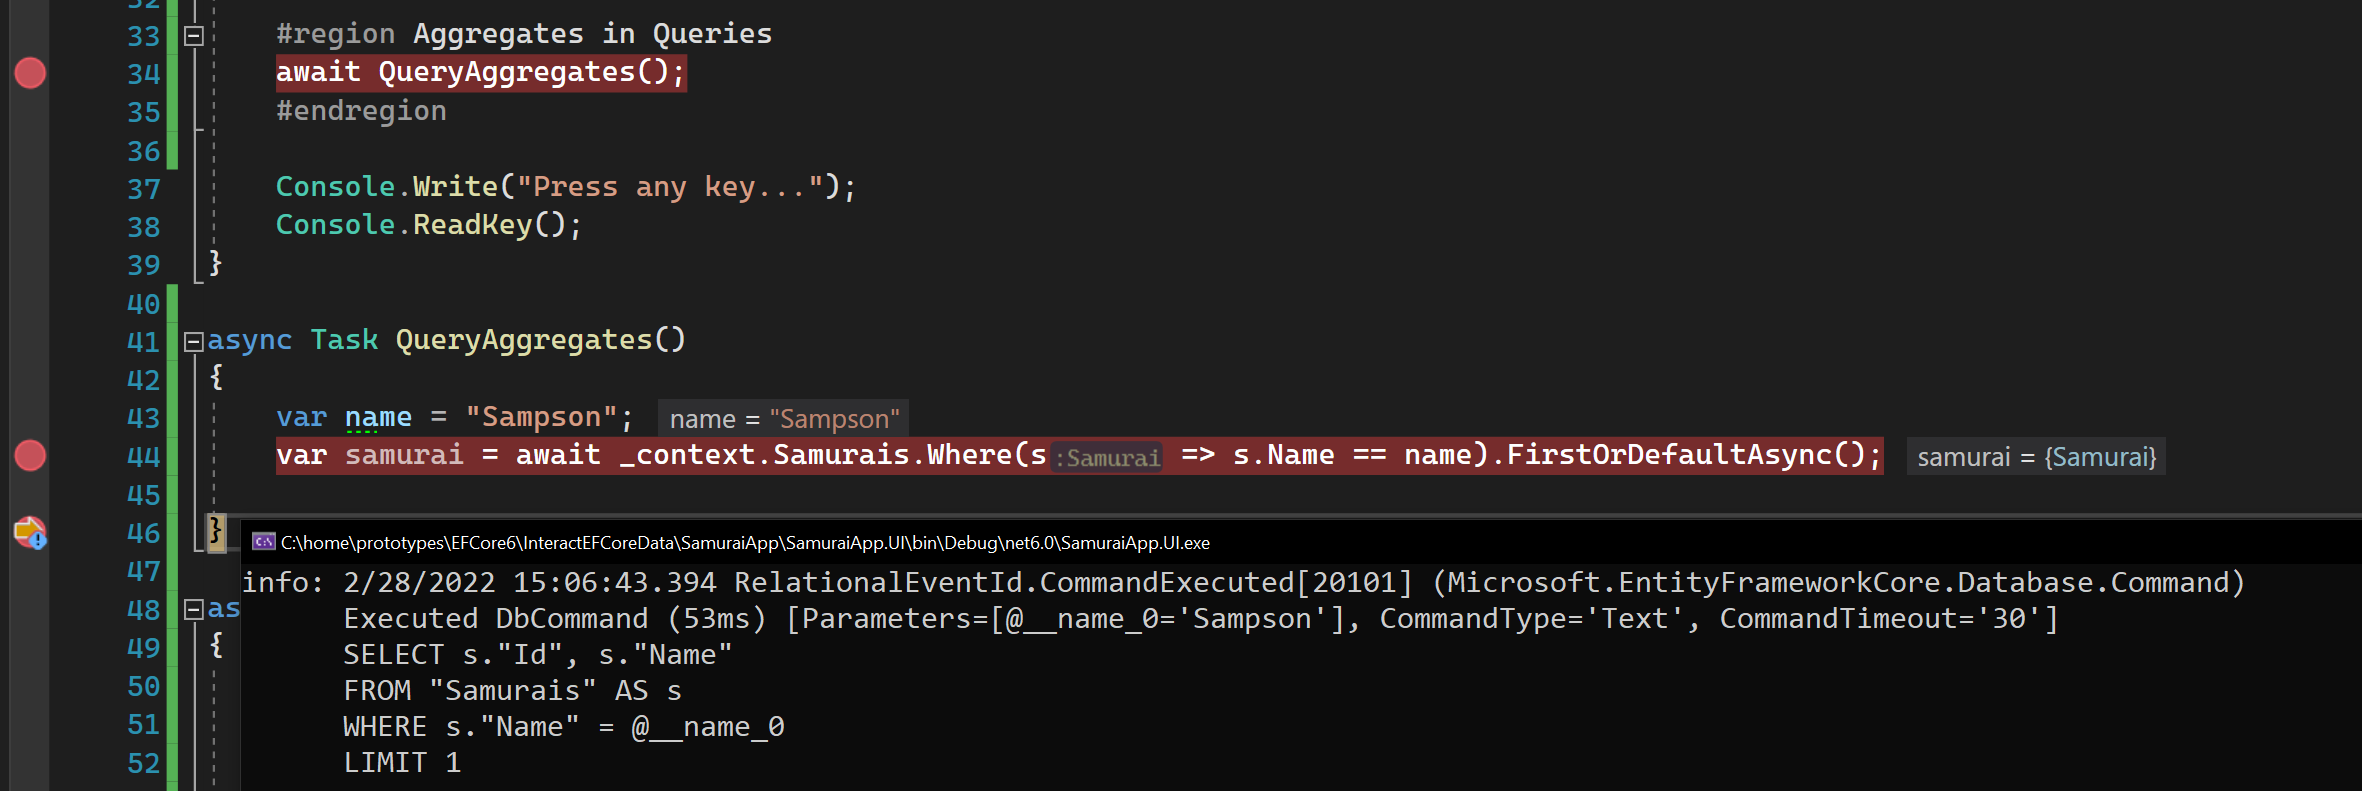 32
33 #region Aggregates in Queries
34 await QueryAggregates();
35 #endregion
36
37 Console.Write("Press any key...");
38 Console.ReadKey();
39 }
40
41 async Task QueryAggregates()
42 {
43 var name = "Sampson"; name = "Sampson"
44 var samurai = await _context.Samurais.Where(s:Samurai => s.Name == name).FirstOrDefaultAsync(); samurai = {Samurai}
45
46 }
C:\home\prototypes\EFCore6\InteractEFCoreData\SamuraiApp\SamuraiApp.UI\bin\Debug\net6.0\SamuraiApp.UI.exe
47
info: 2/28/2022 15:06:43.394 RelationalEventId.CommandExecuted[20101] (Microsoft.EntityFrameworkCore.Database.Command)
48 as
Executed DbCommand (53ms) [Parameters=[@__name_0='Sampson'], CommandType='Text', CommandTimeout='30']
49 {
SELECT s."Id", s."Name"
50
FROM "Samurais" AS s
51
WHERE s."Name" = @__name_0
52
LIMIT 1